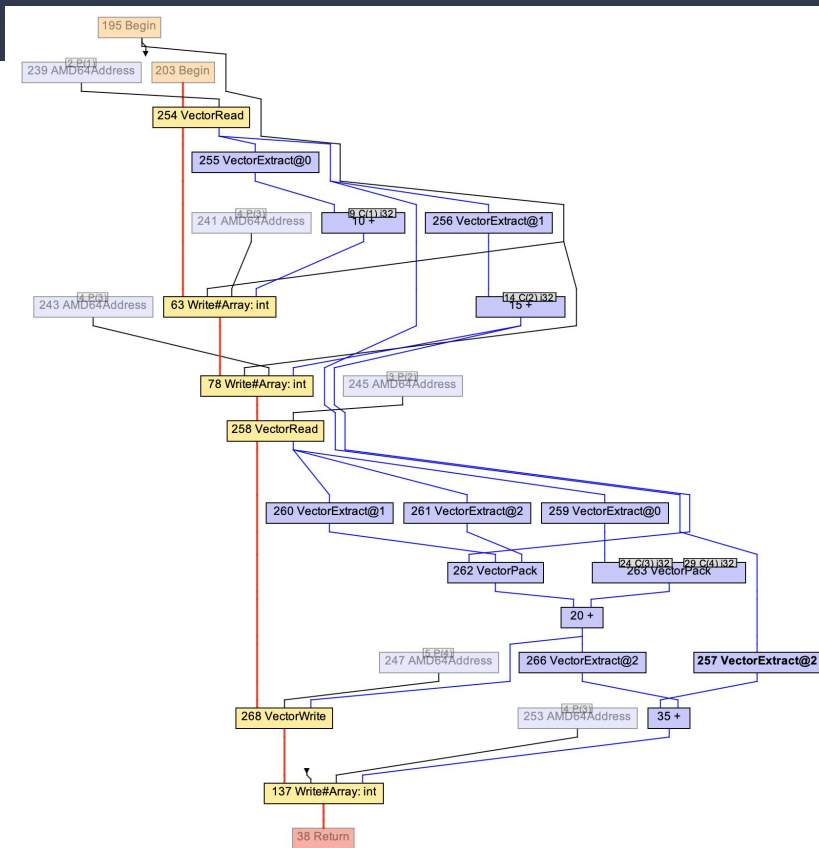 195 Begin
2 P(1)
239 AMD64Address
203 Begin
254 VectorRead
255 VectorExtract@0
4 P(3)
241 AMD64Address
9 C(1) i32
10 +
256 VectorExtract@1
4 P(3)
243 AMD64Address
63 Write#Array: int
14 C(2) i32
15 +
78 Write#Array: int
3 P(2)
245 AMD64Address
258 VectorRead
260 VectorExtract@1
261 VectorExtract@2
259 VectorExtract@0
262 VectorPack
24 C(3) i32
29 C(4) i32
263 VectorPack
20 +
5 P(4)
247 AMD64Address
266 VectorExtract@2
257 VectorExtract@2
268 VectorWrite
4 P(3)
253 AMD64Address
35 +
137 Write#Array: int
38 Return